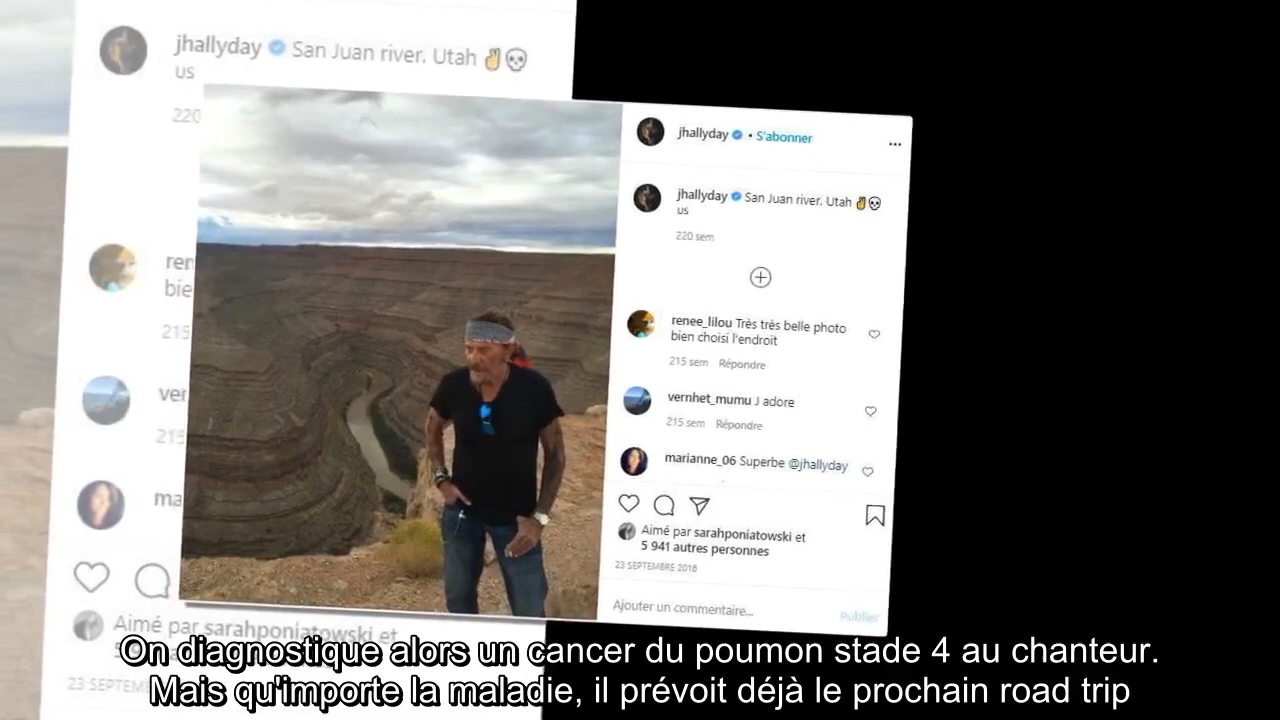 jhallyday San Juan river. Utah ✌💀
us
220
ren
bie
215
ver
215
ma
Aimé par sarahponiatowski et
23 SEPTEME
jhallyday • S'abonner
jhallyday San Juan river. Utah ✌💀
us
220 sem
renee_lilou Très très belle photo
bien choisi l'endroit
215 sem Répondre
vernhet_mumu J adore
215 sem Répondre
marianne_06 Superbe @jhallyday
Aimé par sarahponiatowski et
5 941 autres personnes
23 SEPTEMBRE 2016
Ajouter un commentaire...
Publier
On diagnostique alors un cancer du poumon stade 4 au chanteur.
Mais qu'importe la maladie, il prévoit déjà le prochain road trip